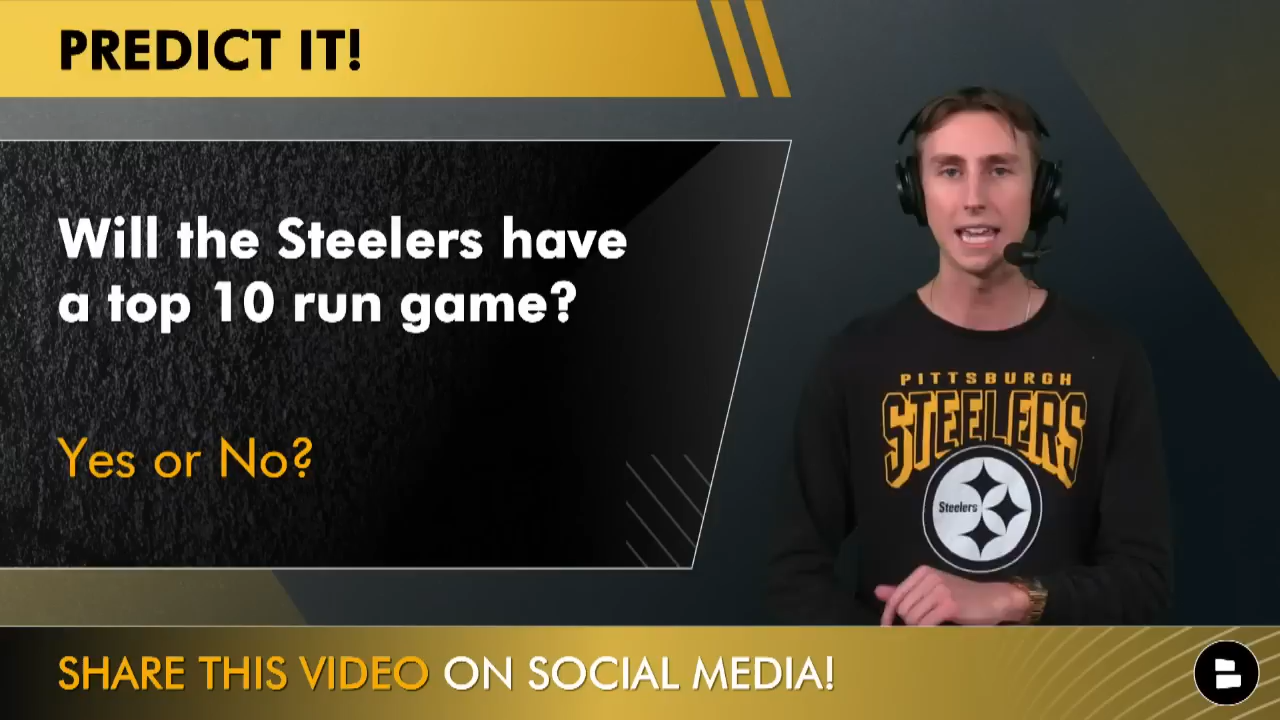 PREDICT IT!
Will the Steelers have
a top 10 run game?
Yes or No?
PITTSBURGH
STEELERS
Steelers
SHARE THIS VIDEO ON SOCIAL MEDIA!